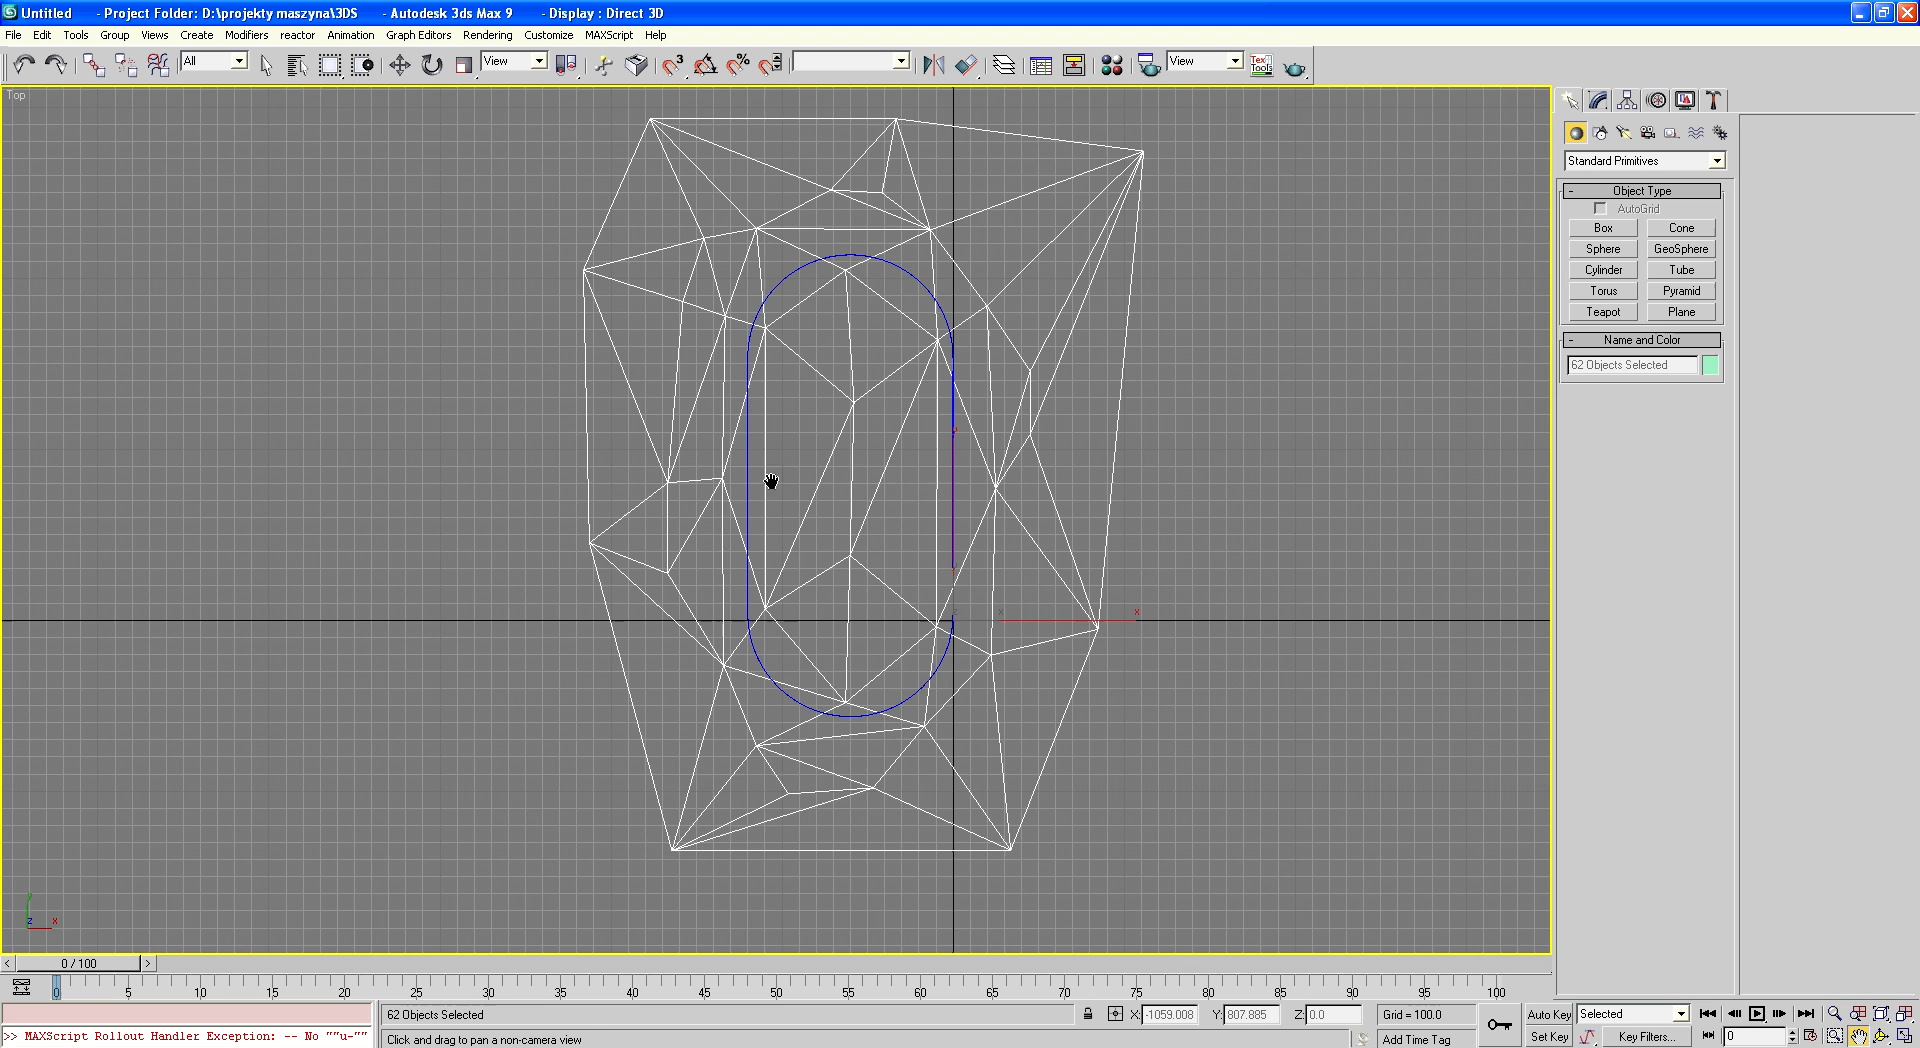 Untitled - Project Folder: D:\projekty maszyna\3DS - Autodesk 3ds Max 9 - Display : Direct 3D
File Edit Tools Group Views Create Modifiers reactor Animation Graph Editors Rendering Customize MAXScript Help
All View 3 % View Tex Tools
Top
Standard Primitives
- Object Type
AutoGrid
Box Cone
Sphere GeoSphere
Cylinder Tube
Torus Pyramid
Teapot Plane
- Name and Color
62 Objects Selected
y
x x
y
z x
< 0 / 100 >
0 5 10 15 20 25 30 35 40 45 50 55 60 65 70 75 80 85 90 95 100
62 Objects Selected X: -1059.008 Y: 807.885 Z: 0.0 Grid = 100.0 Auto Key Selected
>> MAXScript Rollout Handler Exception: -- No ""u-"" Click and drag to pan a non-camera view Add Time Tag Set Key Key Filters... 0